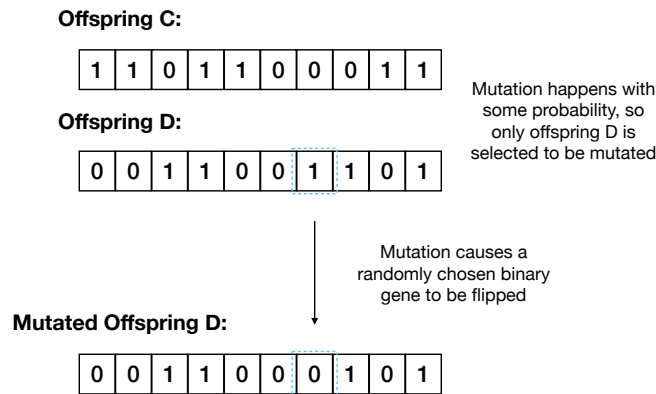 Offspring C:
1 1 0 1 1 0 0 0 1 1
Mutation happens with
some probability, so
only offspring D is
selected to be mutated
Offspring D:
0 0 1 1 0 0 1 1 0 1
Mutation causes a
randomly chosen binary
gene to be flipped
Mutated Offspring D:
0 0 1 1 0 0 0 1 0 1